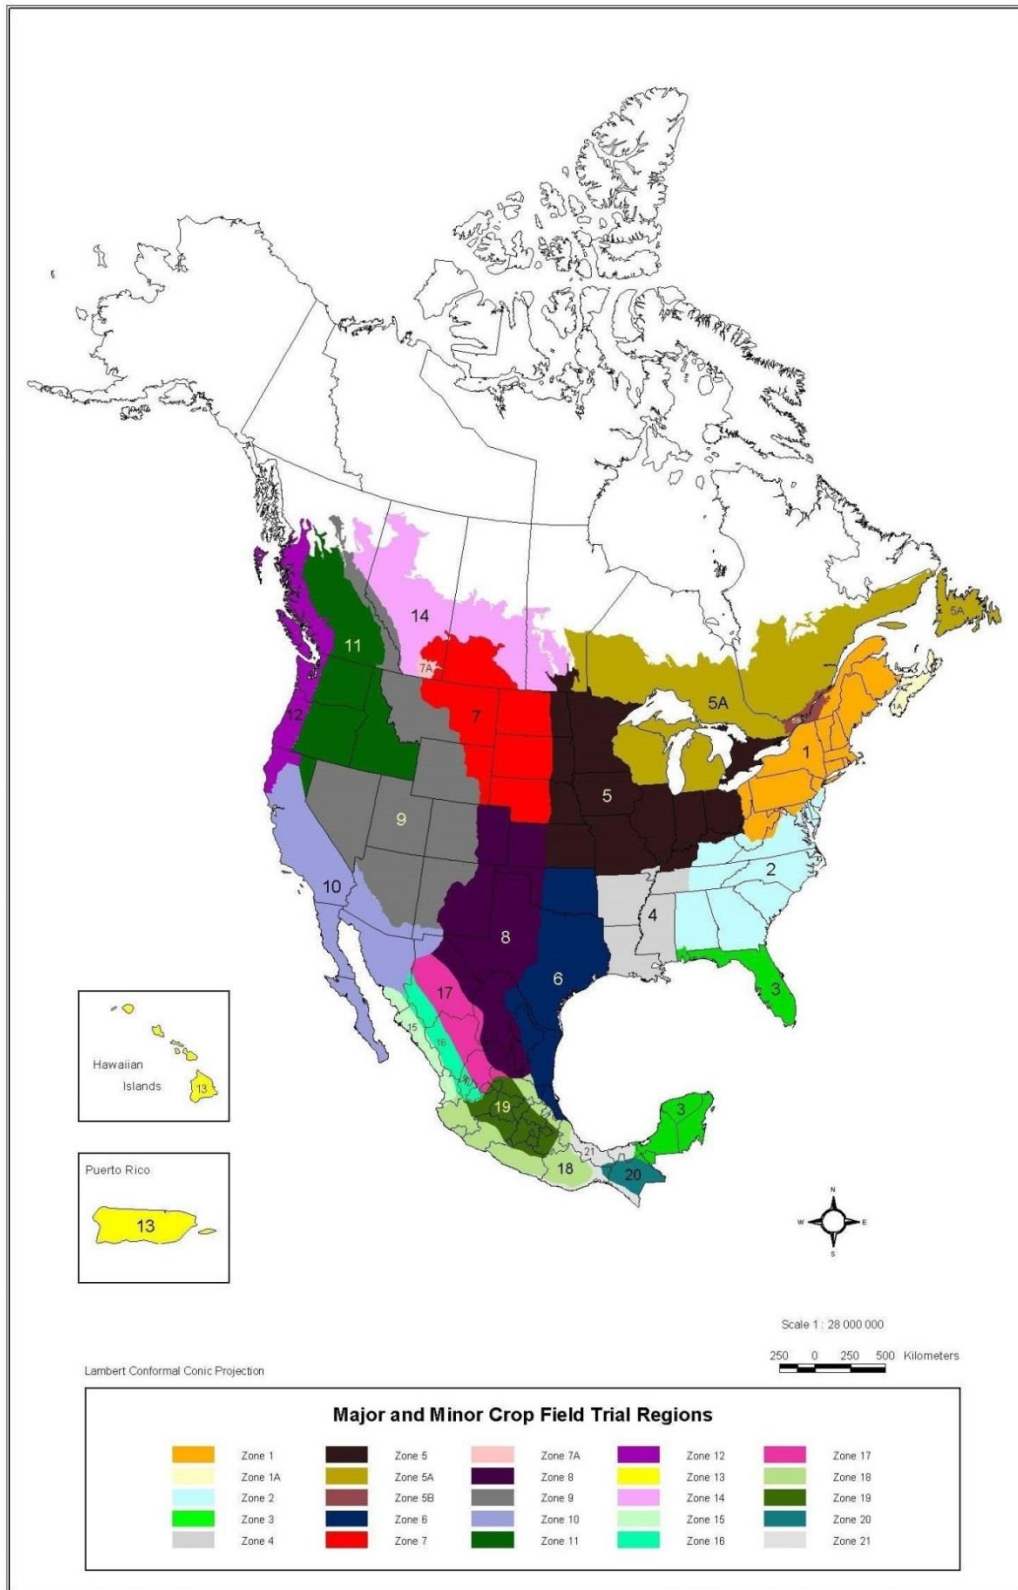 14
11
7A
7
5A
5A
5B
1A
12
1
5
9
2
10
4
8
6
3
17
15
16
Hawaiian
Islands
13
3
19
21
18
20
Puerto Rico
13
N
W E
S
Scale 1 : 28 000 000
250 0 250 500 Kilometers
Lambert Conformal Conic Projection
Major and Minor Crop Field Trial Regions
Zone 1 Zone 5 Zone 7A Zone 12 Zone 17
Zone 1A Zone 5A Zone 8 Zone 13 Zone 18
Zone 2 Zone 5B Zone 9 Zone 14 Zone 19
Zone 3 Zone 6 Zone 10 Zone 15 Zone 20
Zone 4 Zone 7 Zone 11 Zone 16 Zone 21